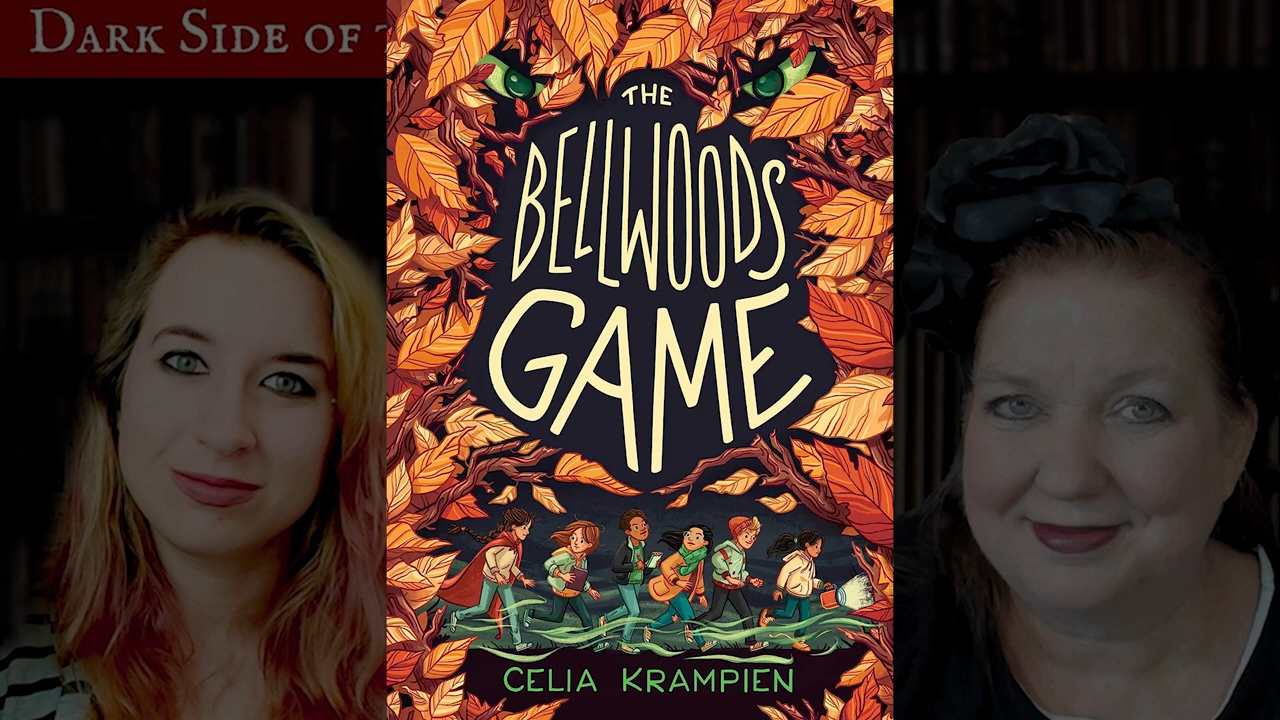 DARK SIDE OF
THE
BELLWOODS
GAME
CELIA KRAMPIEN